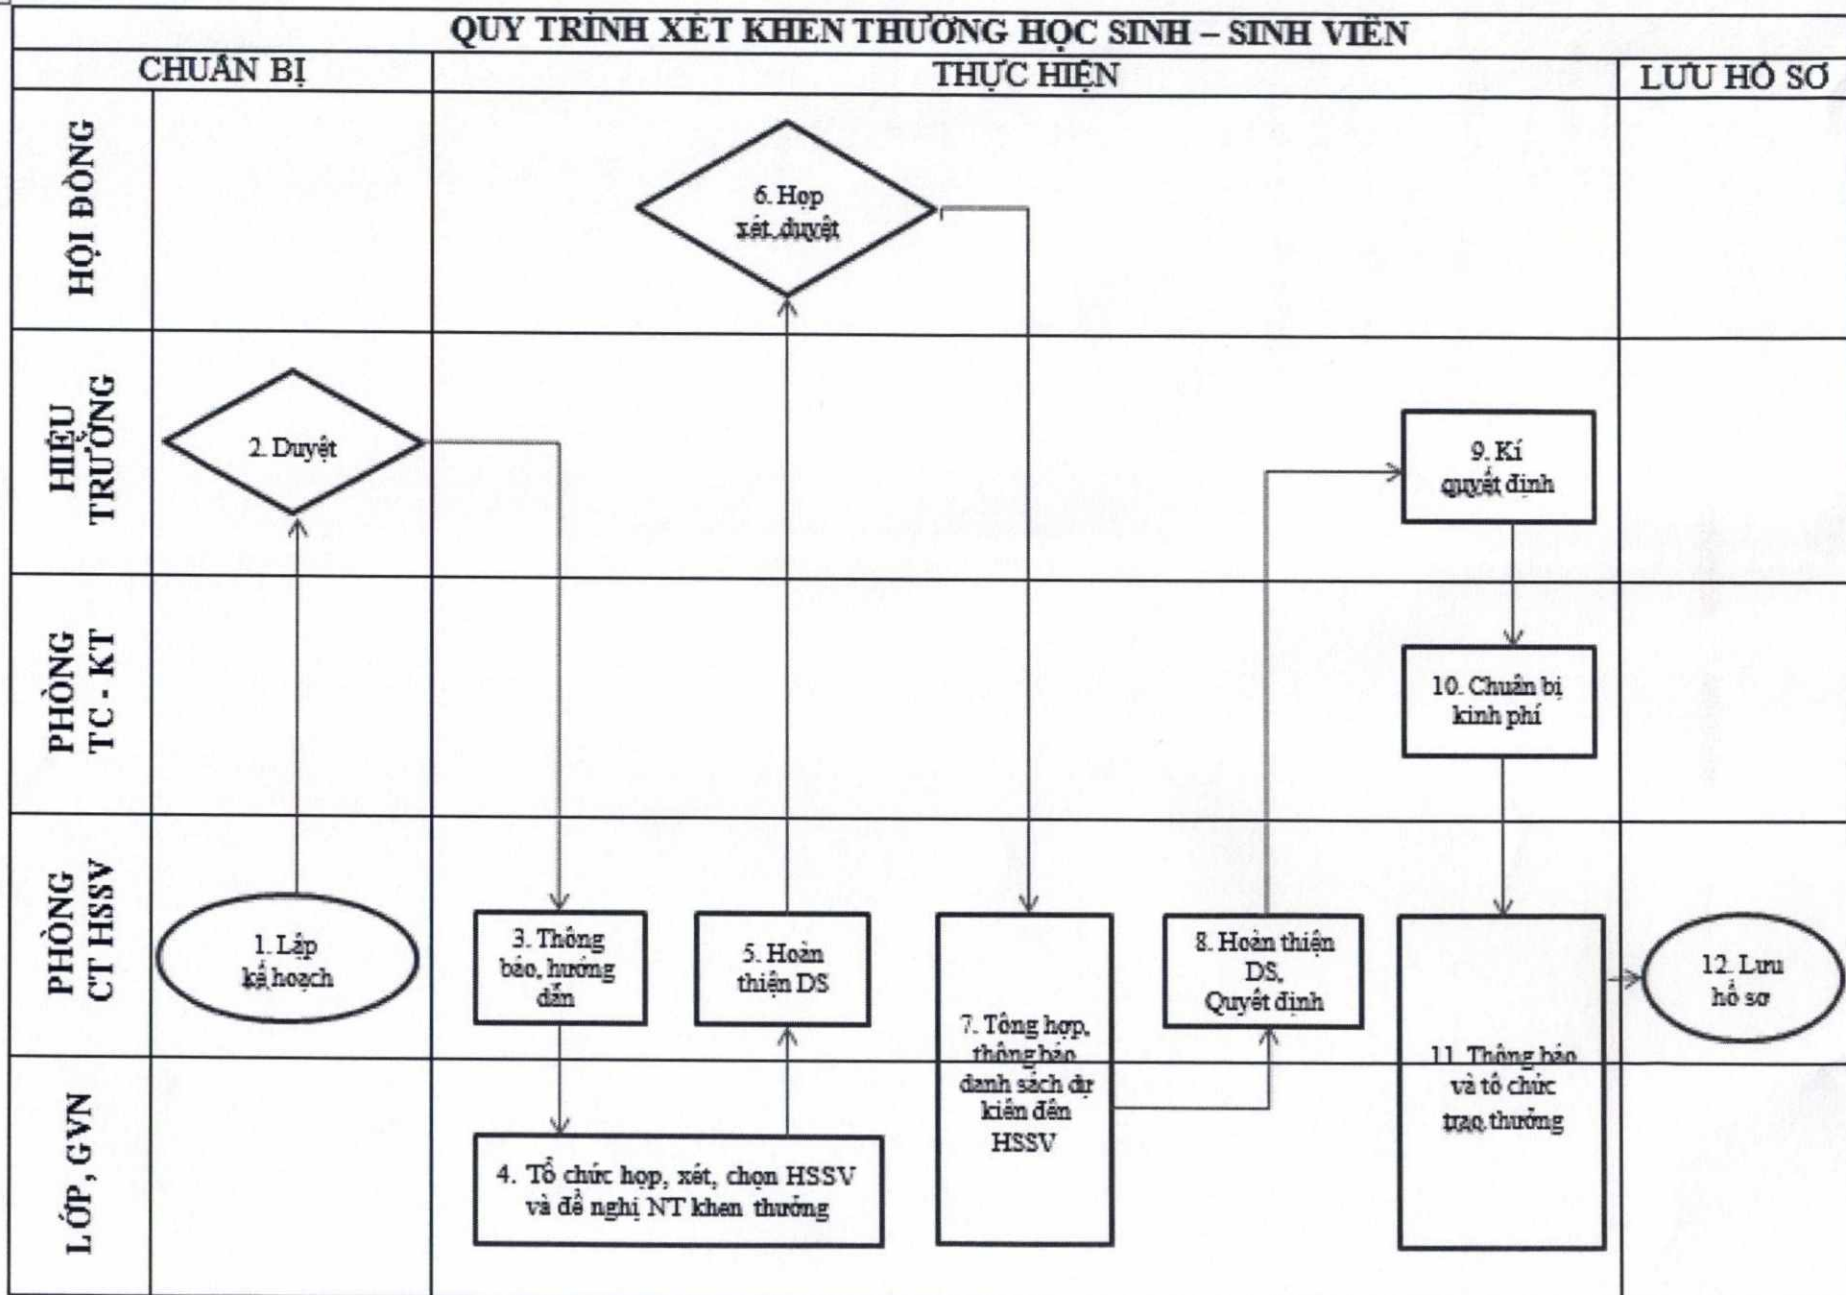 QUY TRÌNH XÉT KHEN THƯỞNG HỌC SINH – SINH VIÊN
CHUẨN BỊ
THỰC HIỆN
LƯU HỒ SƠ
HỘI ĐỒNG
6. Họp
xét, duyệt
HIỆU
TRƯỞNG
2. Duyệt
9. Kí
quyết định
PHÒNG
TC - KT
10. Chuẩn bị
kinh phí
PHÒNG
CT HSSV
1. Lập
kế hoạch
3. Thông
báo, hướng
dẫn
5. Hoàn
thiện DS
7. Tổng hợp,
thông báo
danh sách dự
kiến đến
HSSV
8. Hoàn thiện
DS,
Quyết định
11. Thông báo
và tổ chức
trao thưởng
12. Lưu
hồ sơ
LỚP, GVN
4. Tổ chức họp, xét, chọn HSSV
và đề nghị NT khen thưởng